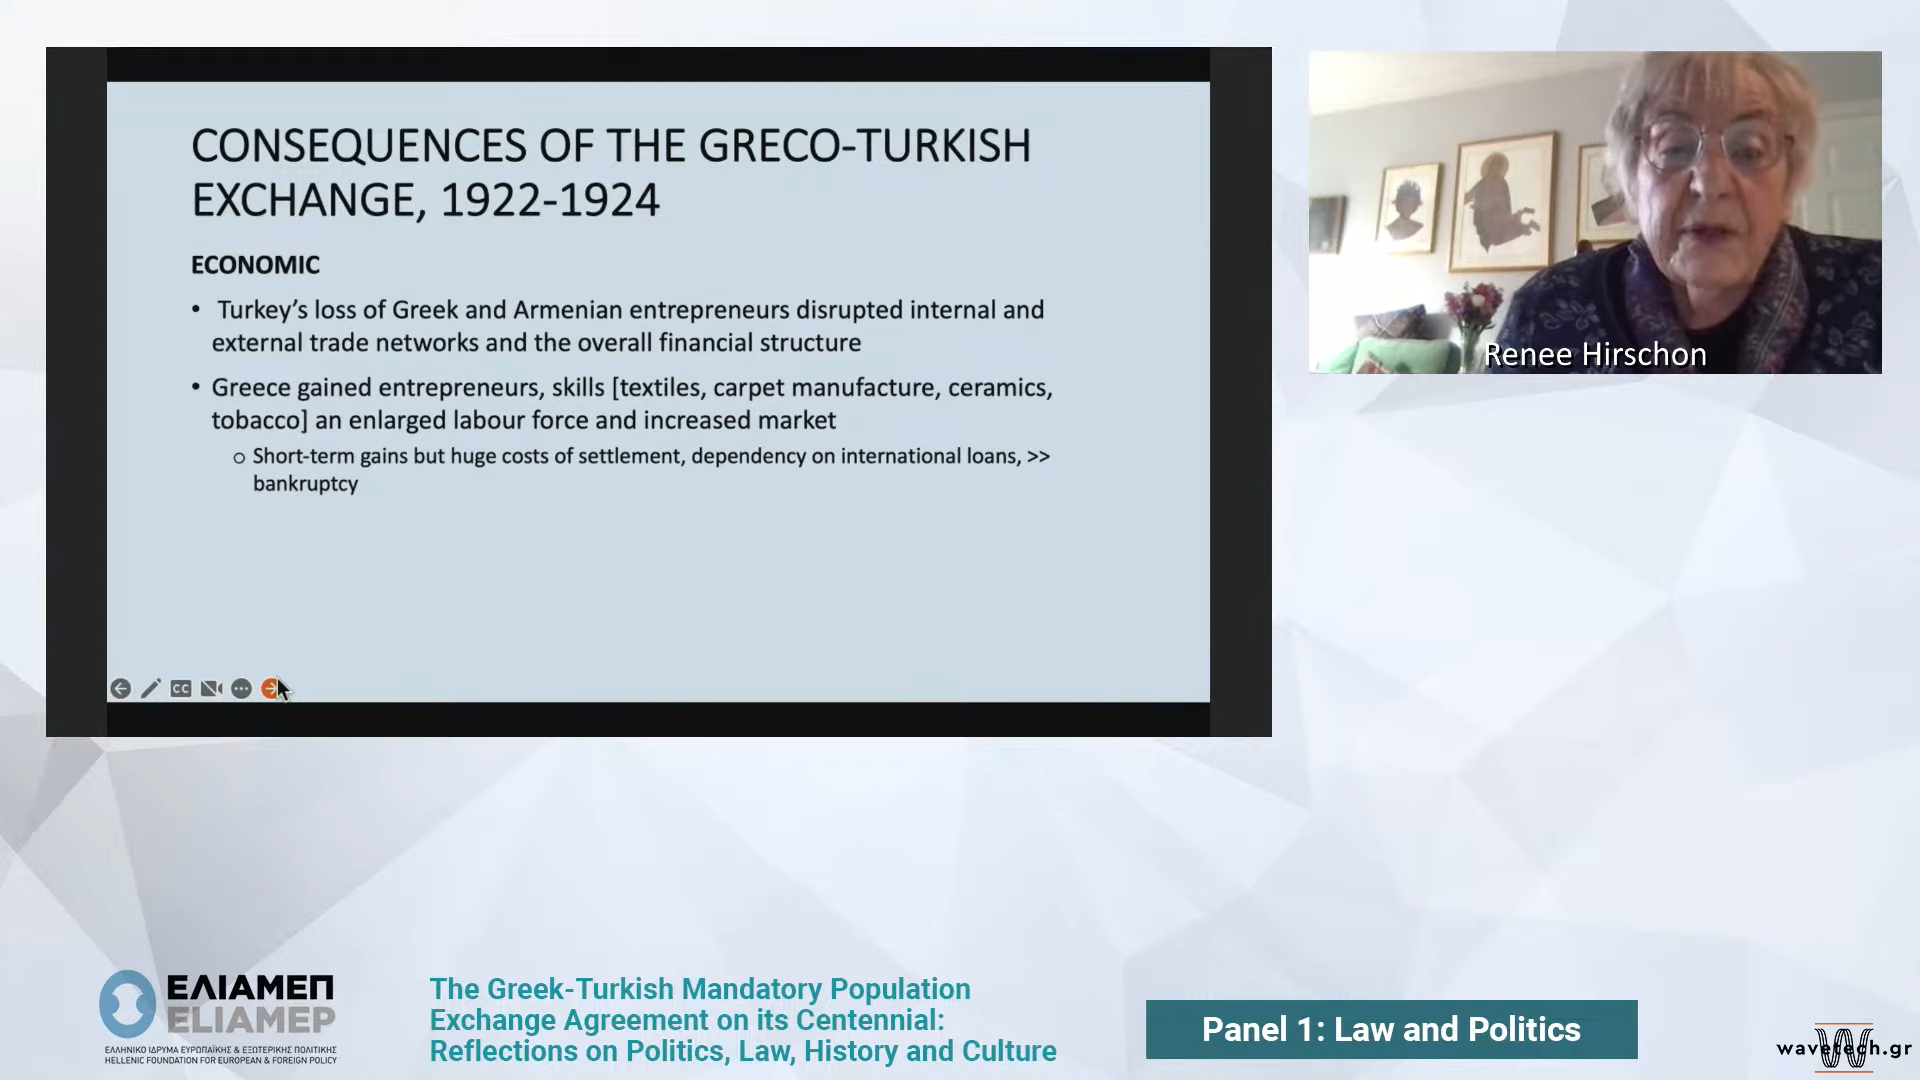 CONSEQUENCES OF THE GRECO-TURKISH
EXCHANGE, 1922-1924
ECONOMIC
• Turkey's loss of Greek and Armenian entrepreneurs disrupted internal and
external trade networks and the overall financial structure
• Greece gained entrepreneurs, skills [textiles, carpet manufacture, ceramics,
tobacco] an enlarged labour force and increased market
o Short-term gains but huge costs of settlement, dependency on international loans, >>
bankruptcy
CC
Renee Hirschon
ΕΛΙΑΜΕΠ
ELIAMEP
ΕΛΛΗΝΙΚΟ ΙΔΡΥΜΑ ΕΥΡΩΠΑΪΚΗΣ & ΕΞΩΤΕΡΙΚΗΣ ΠΟΛΙΤΙΚΗΣ
HELLENIC FOUNDATION FOR EUROPEAN & FOREIGN POLICY
The Greek-Turkish Mandatory Population
Exchange Agreement on its Centennial:
Reflections on Politics, Law, History and Culture
Panel 1: Law and Politics
wavetech.gr